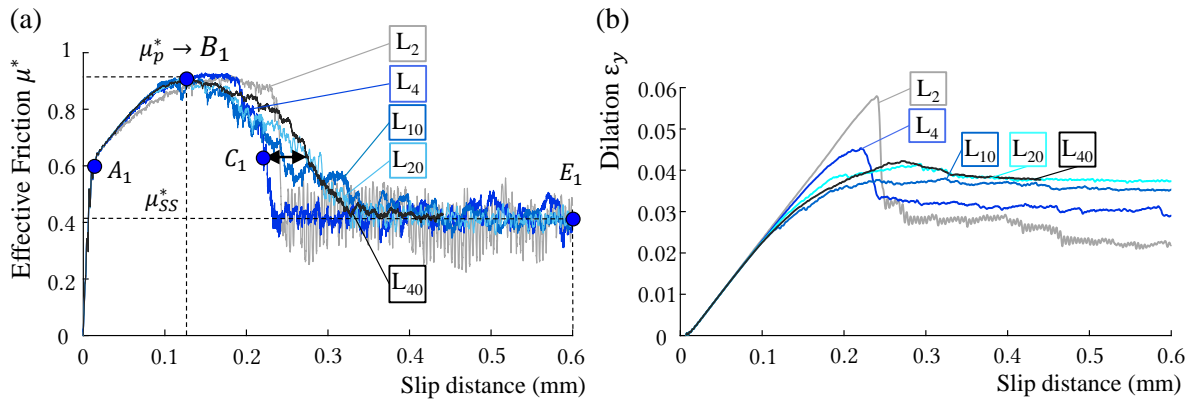 (a)
μ*p → B1
L2
L4
L10
L20
L40
A1
C1
E1
μ*SS
Effective Friction μ*
1
0.8
0.6
0.4
0.2
0
0 0.1 0.2 0.3 0.4 0.5 0.6
Slip distance (mm)
(b)
L2
L4
L10 L20 L40
Dilation εy
0.06
0.05
0.04
0.03
0.02
0.01
0
0 0.1 0.2 0.3 0.4 0.5 0.6
Slip distance (mm)